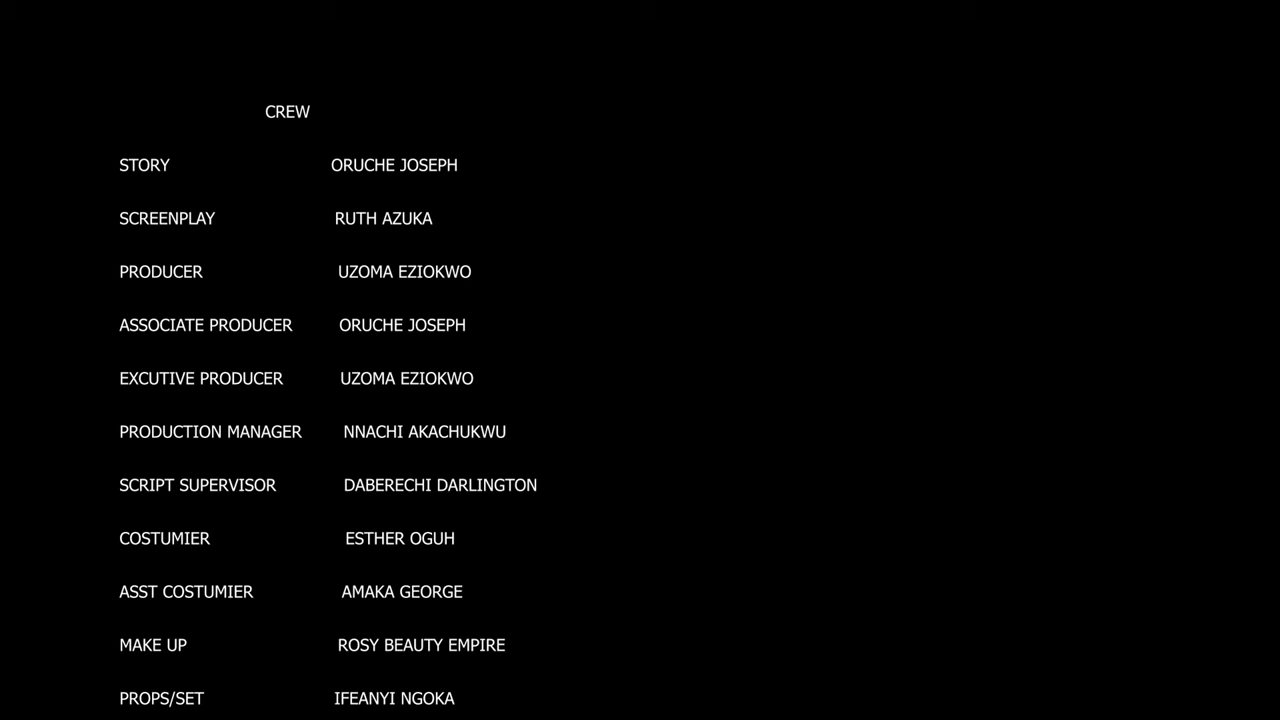 CREW
STORY ORUCHE JOSEPH
SCREENPLAY RUTH AZUKA
PRODUCER UZOMA EZIOKWO
ASSOCIATE PRODUCER ORUCHE JOSEPH
EXCUTIVE PRODUCER UZOMA EZIOKWO
PRODUCTION MANAGER NNACHI AKACHUKWU
SCRIPT SUPERVISOR DABERECHI DARLINGTON
COSTUMIER ESTHER OGUH
ASST COSTUMIER AMAKA GEORGE
MAKE UP ROSY BEAUTY EMPIRE
PROPS/SET IFEANYI NGOKA